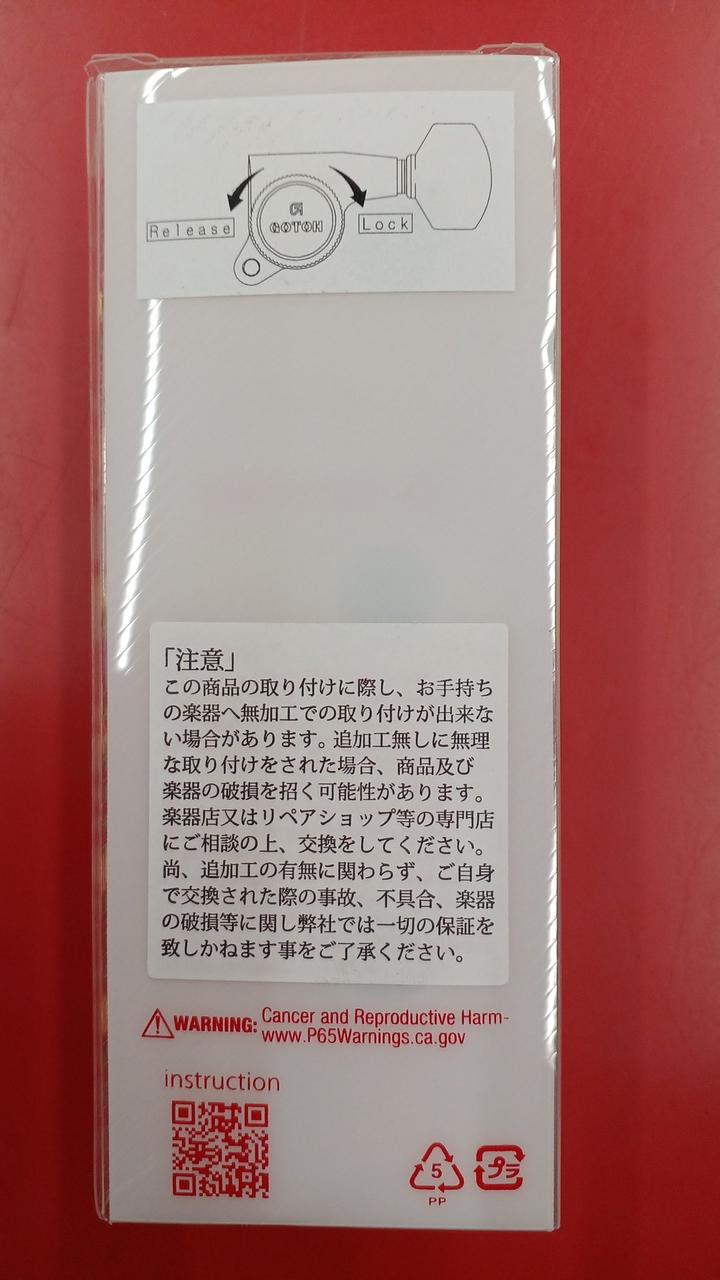 GOTOH
Release
Lock
「注意」
この商品の取り付けに際し、お手持ち
の楽器へ無加工での取り付けが出来な
い場合があります。追加工無しに無理
な取り付けをされた場合、商品及び
楽器の破損を招く可能性があります。
楽器店又はリペアショップ等の専門店
にご相談の上、交換をしてください。
尚、追加工の有無に関わらず、ご自身
で交換された際の事故、不具合、楽器
の破損等に関し弊社では一切の保証を
致しかねます事をご了承ください。
WARNING: Cancer and Reproductive Harm-
www.P65Warnings.ca.gov
instruction
5
PP
プラ